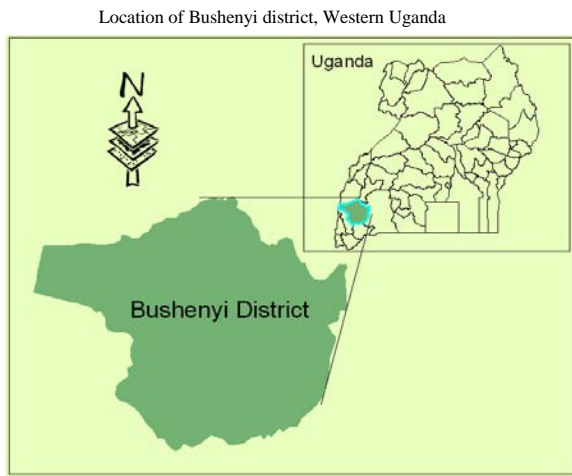 Location of Bushenyi district, Western Uganda
Uganda
N
Bushenyi District